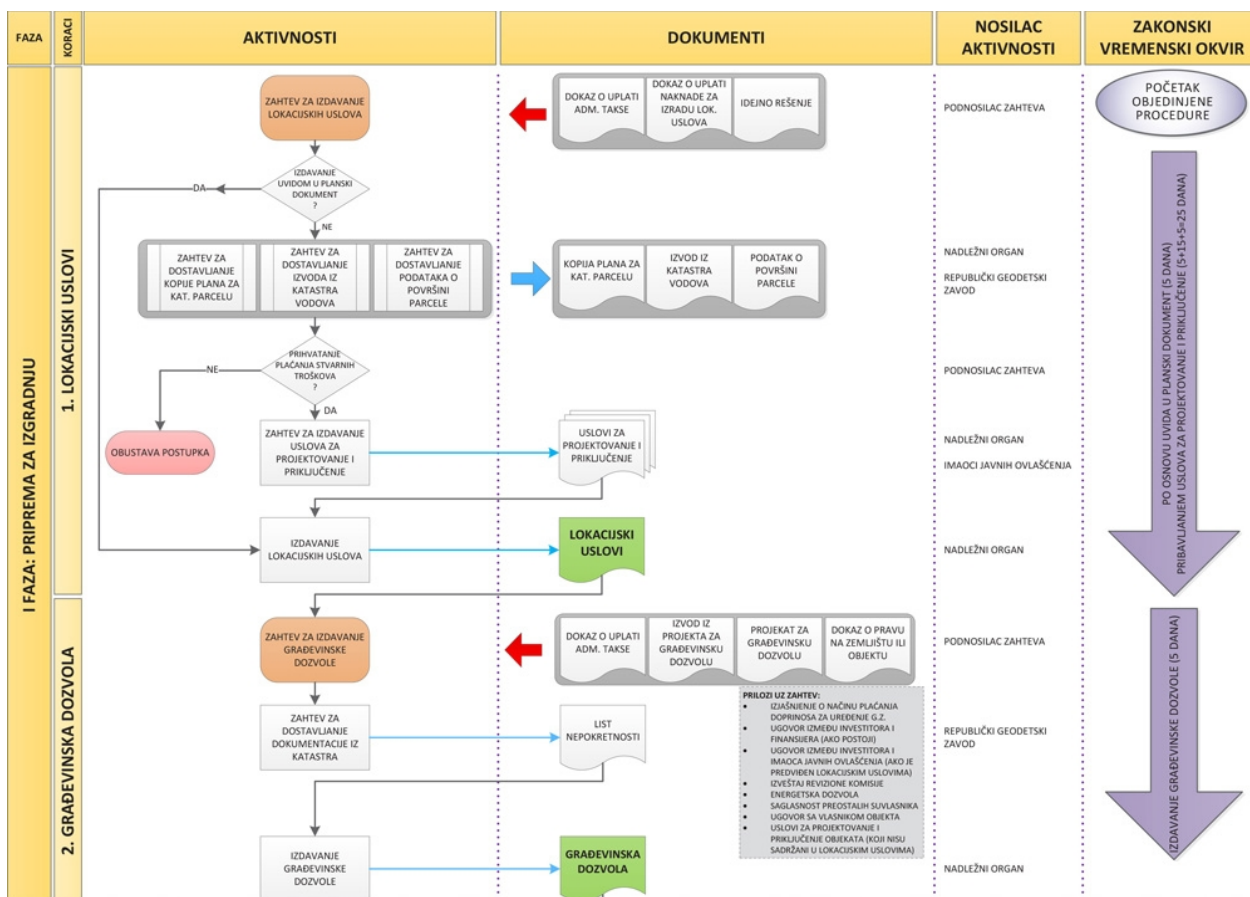 FAZA
KORACI
AKTIVNOSTI
DOKUMENTI
NOSILAC
AKTIVNOSTI
ZAKONSKI
VREMENSKI OKVIR
I FAZA: PRIPREMA ZA IZGRADNJU
1. LOKACIJSKI USLOVI
ZAHTEV ZA IZDAVANJE
LOKACIJSKIH USLOVA
DOKAZ O UPLATI
ADM. TAKSE
DOKAZ O UPLATI
NAKNADE ZA
IZRADU LOK.
USLOVA
IDEJNO REŠENJE
PODNOSILAC ZAHTEVA
POČETAK
OBJEDINJENE
PROCEDURE
IZDAVANJE
UVIDOM U PLANSKI
DOKUMENT
?
DA
NE
ZAHTEV ZA
DOSTAVLJANJE
KOPIJE PLANA ZA
KAT. PARCELU
ZAHTEV ZA
DOSTAVLJANJE
IZVODA IZ
KATASTRA
VODOVA
ZAHTEV ZA
DOSTAVLJANJE
PODATAKA O
POVRŠINI
PARCELE
KOPIJA PLANA ZA
KAT. PARCELU
IZVOD IZ
KATASTRA
VODOVA
PODATAK O
POVRŠINI
PARCELE
NADLEŽNI ORGAN
REPUBLIČKI GEODETSKI
ZAVOD
PO OSNOVU UVIDA U PLANSKI DOKUMENT (5 DANA)
PRIBAVLJANJEM USLOVA ZA PROJEKTOVANJE I PRIKLJUČENJE (5+15+5=25 DANA)
PRIHVATANJE
PLAĆANJA STVARNIH
TROŠKOVA
?
NE
DA
PODNOSILAC ZAHTEVA
OBUSTAVA POSTUPKA
ZAHTEV ZA IZDAVANJE
USLOVA ZA
PROJEKTOVANJE I
PRIKLJUČENJE
USLOVI ZA
PROJEKTOVANJE I
PRIKLJUČENJE
NADLEŽNI ORGAN
IMAOCI JAVNIH OVLAŠĆENJA
IZDAVANJE
LOKACIJSKIH USLOVA
LOKACIJSKI
USLOVI
NADLEŽNI ORGAN
2. GRAĐEVINSKA DOZVOLA
ZAHTEV ZA IZDAVANJE
GRAĐEVINSKE
DOZVOLE
DOKAZ O UPLATI
ADM. TAKSE
IZVOD IZ
PROJEKTA ZA
GRAĐEVINSKU
DOZVOLU
PROJEKAT ZA
GRAĐEVINSKU
DOZVOLU
DOKAZ O PRAVU
NA ZEMLJIŠTU ILI
OBJEKTU
PODNOSILAC ZAHTEVA
IZDAVANJE GRAĐEVINSKE DOZVOLE (5 DANA)
ZAHTEV ZA
DOSTAVLJANJE
DOKUMENTACIJE IZ
KATASTRA
LIST
NEPOKRETNOSTI
PRILOZI UZ ZAHTEV:
• IZJAŠNJENJE O NAČINU PLAĆANJA
DOPRINOSA ZA UREĐENJE G.Z.
• UGOVOR IZMEĐU INVESTITORA I
FINANSIJERA (AKO POSTOJI)
• UGOVOR IZMEĐU INVESTITORA I
IMAOCA JAVNIH OVLAŠĆENJA (AKO JE
PREDVIĐEN LOKACIJSKIM USLOVIMA)
• IZVEŠTAJ REVIZIONE KOMISIJE
• ENERGETSKA DOZVOLA
• SAGLASNOST PREOSTALIH SUVLASNIKA
• UGOVOR SA VLASNIKOM OBJEKTA
• USLOVI ZA PROJEKTOVANJE I
PRIKLJUČENJE OBJEKATA (KOJI NISU
SADRŽANI U LOKACIJSKIM USLOVIMA)
REPUBLIČKI GEODETSKI
ZAVOD
IZDAVANJE
GRAĐEVINSKE
DOZVOLE
GRAĐEVINSKA
DOZVOLA
NADLEŽNI ORGAN